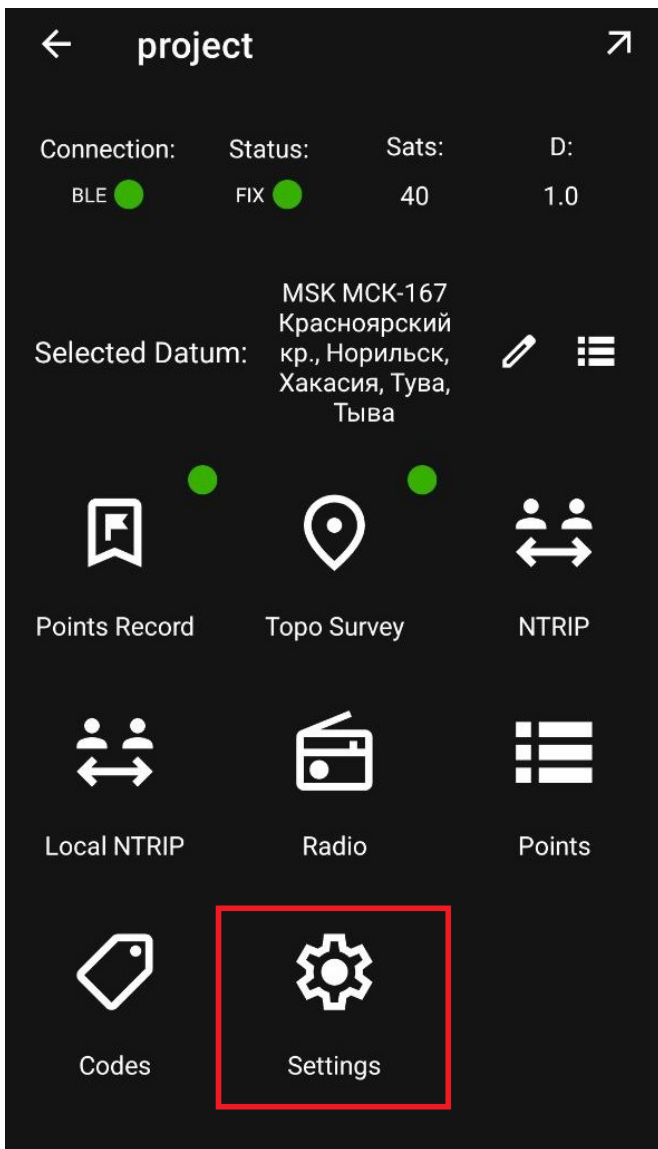 project
Connection: Status: Sats: D:
BLE FIX 40 1.0
MSK МСК-167
Красноярский
Selected Datum: кр., Норильск,
Хакасия, Тува,
Тыва
Points Record Topo Survey NTRIP
Local NTRIP Radio Points
Codes Settings